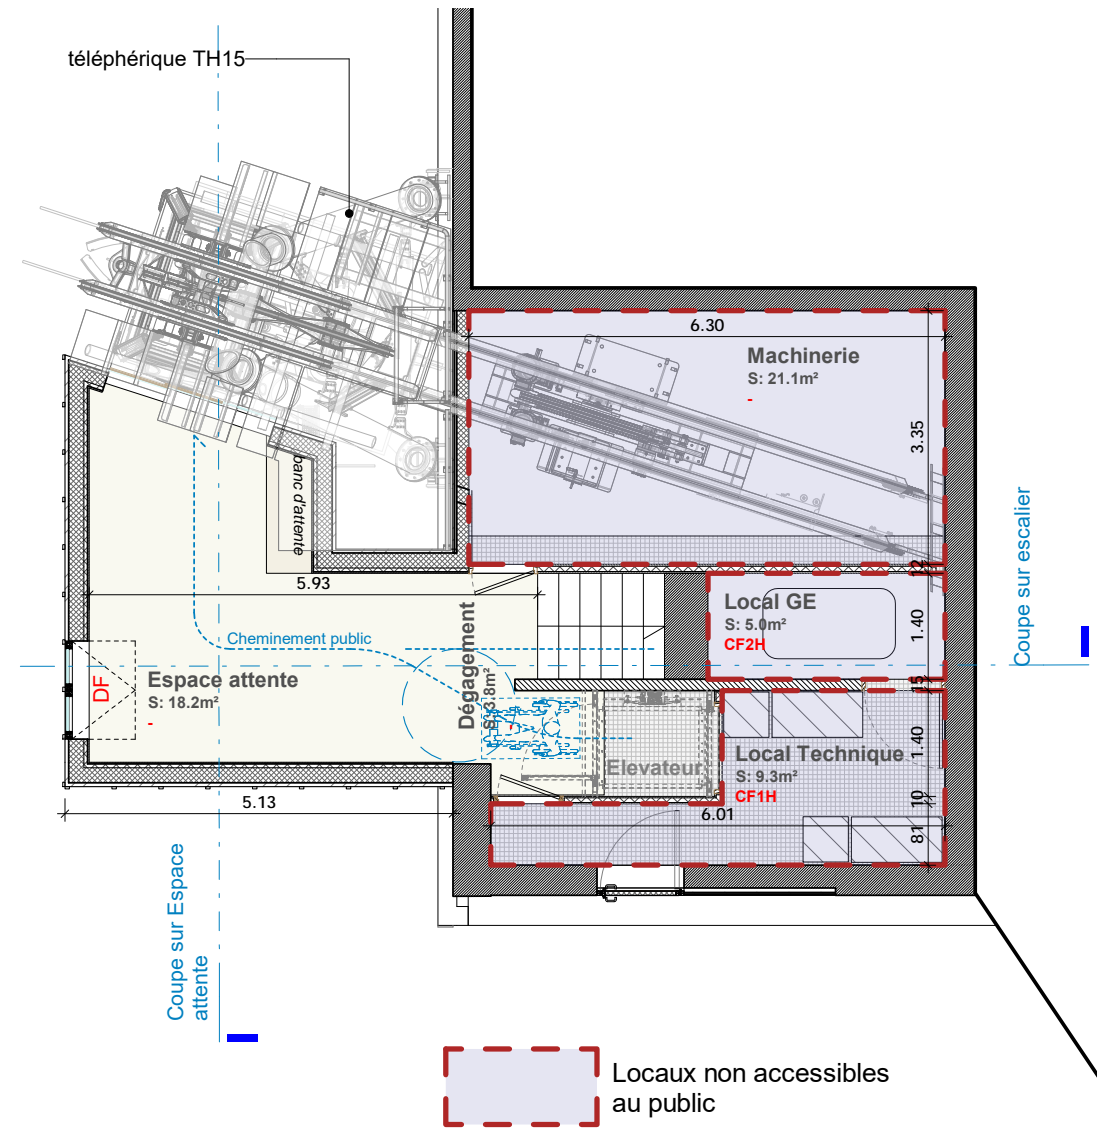 téléphérique TH15
6.30
Machinerie
S: 21.1m²
-
3.35
banc d'attente
Coupe sur escalier
12
5.93
Local GE
S: 5.0m²
CF2H
1.40
Cheminement public
Dégagement
S: 3.8m²
-
Espace attente
S: 18.2m²
-
DF
15
Local Technique
S: 9.3m²
CF1H
1.40
Elevateur
10
5.13
6.01
81
Coupe sur Espace
attente
Locaux non accessibles
au public